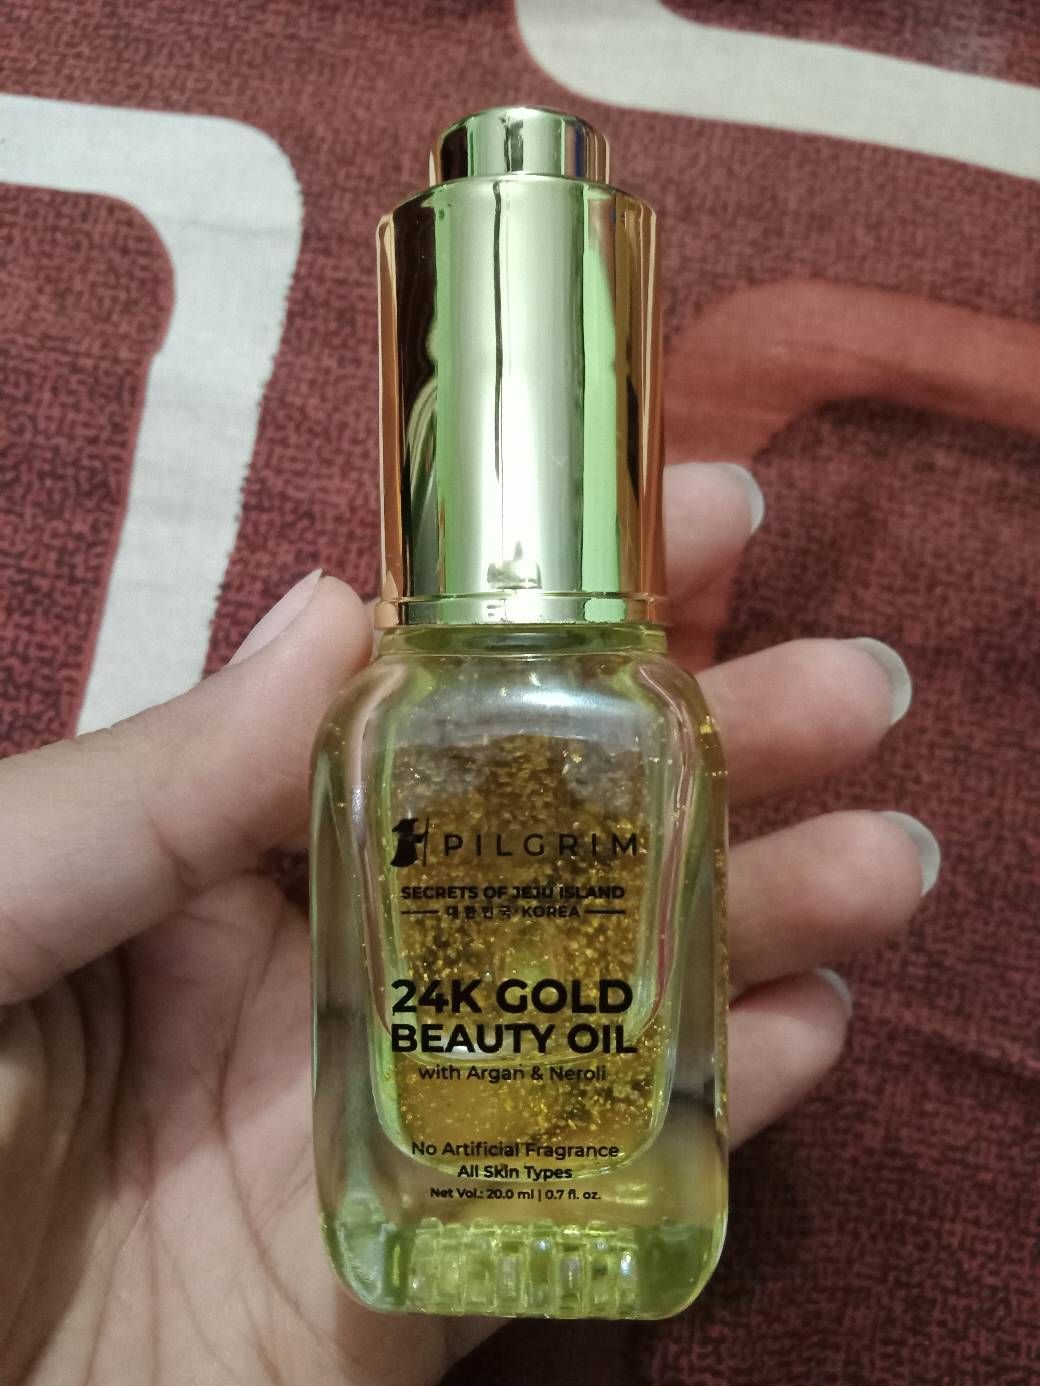 PILGRIM
SECRETS OF JEJU ISLAND
대한민국 KOREA
24K GOLD
BEAUTY OIL
with Argan & Neroli
No Artificial Fragrance
All Skin Types
Net Vol.: 20.0 ml | 0.7 fl. oz.